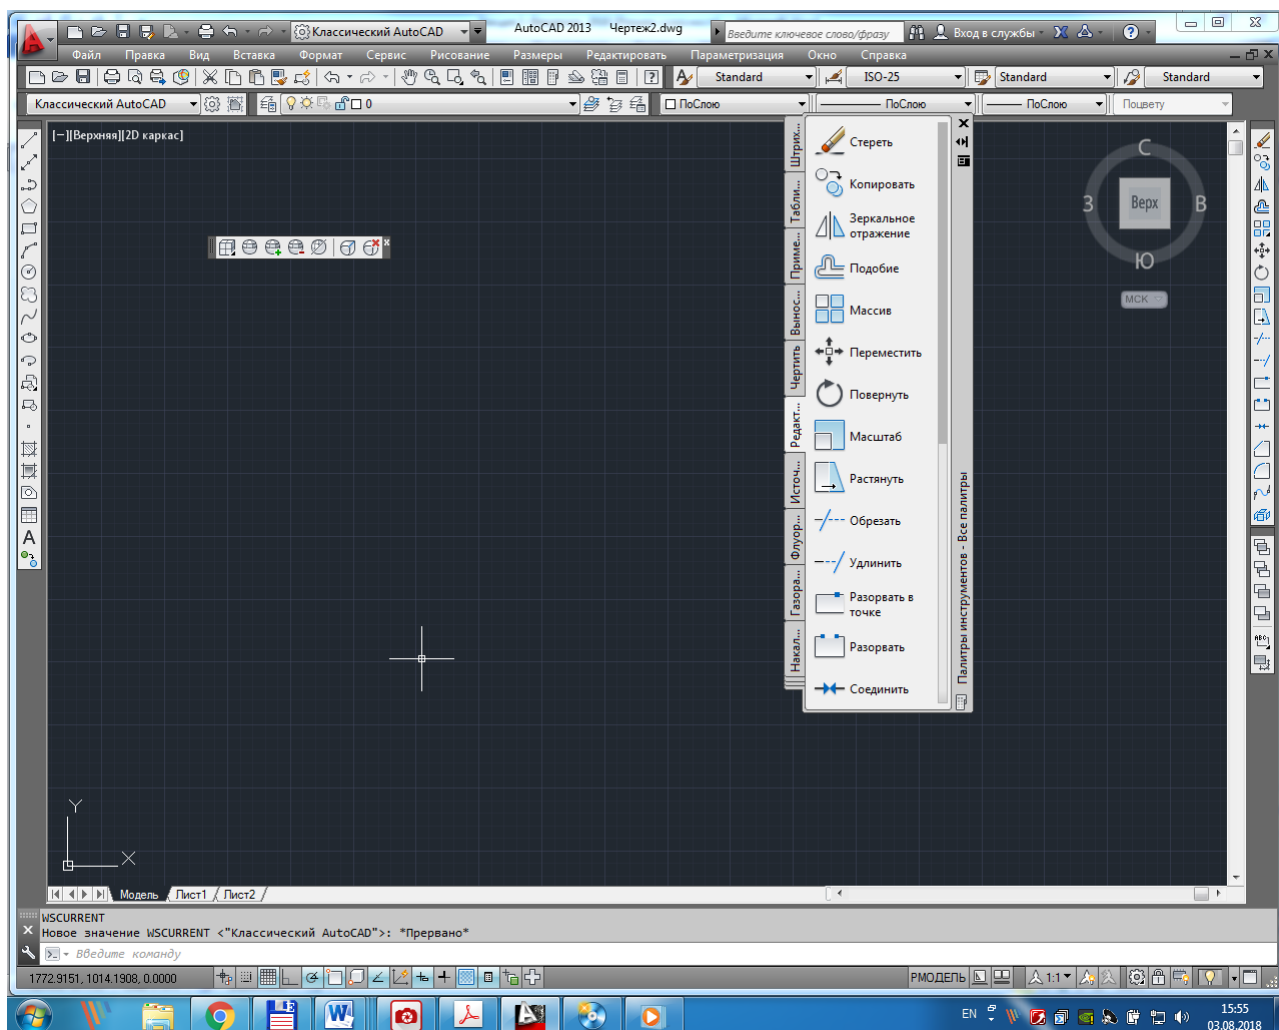 Классический AutoCAD
AutoCAD 2013 Чертеж2.dwg
Введите ключевое слово/фразу
Вход в службы
Файл Правка Вид Вставка Формат Сервис Рисование Размеры Редактировать Параметризация Окно Справка
Standard ISO-25 Standard Standard
Классический AutoCAD 0 ПоСлою ПоСлою ПоСлою Поцвету
[−][Верхняя][2D каркас]
Штрих...
Табли...
Приме...
Вынос...
Чертить
Редакт...
Источ...
Флуор...
Газора...
Накал...
Стереть
Копировать
Зеркальное
отражение
Подобие
Массив
Переместить
Повернуть
Масштаб
Растянуть
Обрезать
Удлинить
Разорвать в
точке
Разорвать
Соединить
Палитры инструментов - Все палитры
С
З Верх В
Ю
МСК
A
ABC
Y
X
Модель Лист1 Лист2
WSCURRENT
Новое значение WSCURRENT <"Классический AutoCAD">: *Прервано*
Введите команду
1772.9151, 1014.1908, 0.0000
РМОДЕЛЬ 1:1
EN 15:55
03.08.2018